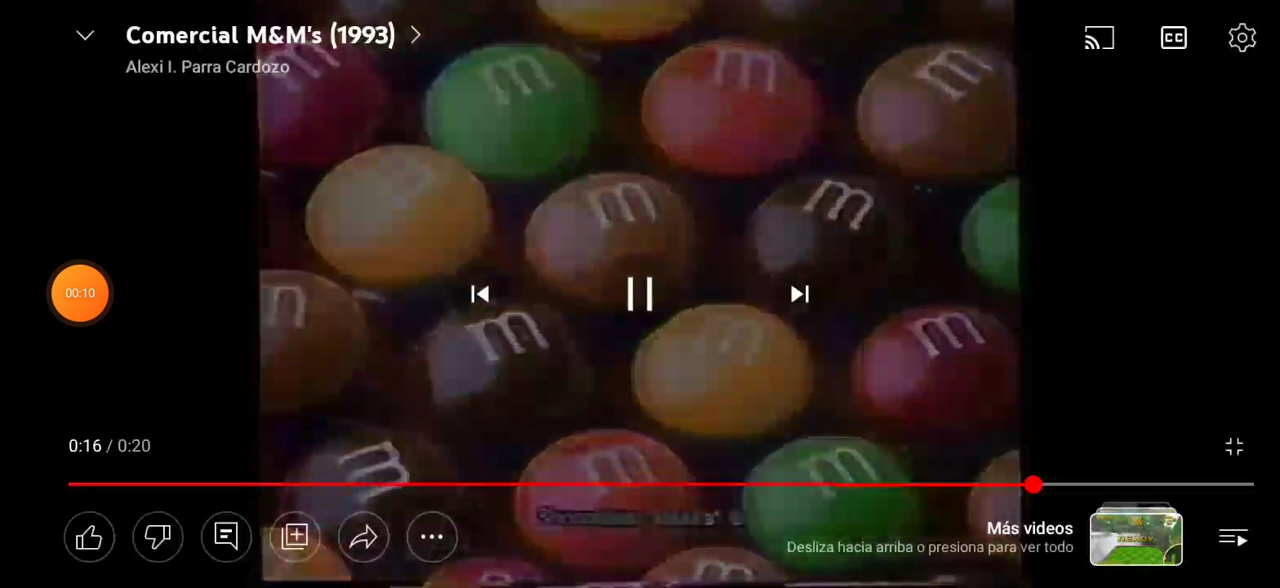 Comercial M&M's (1993)
Alexi I. Parra Cardozo
CC
m m m m
m m
m m m
m m
m m m
00:10
0:16 / 0:20
Más videos
Desliza hacia arriba o presiona para ver todo